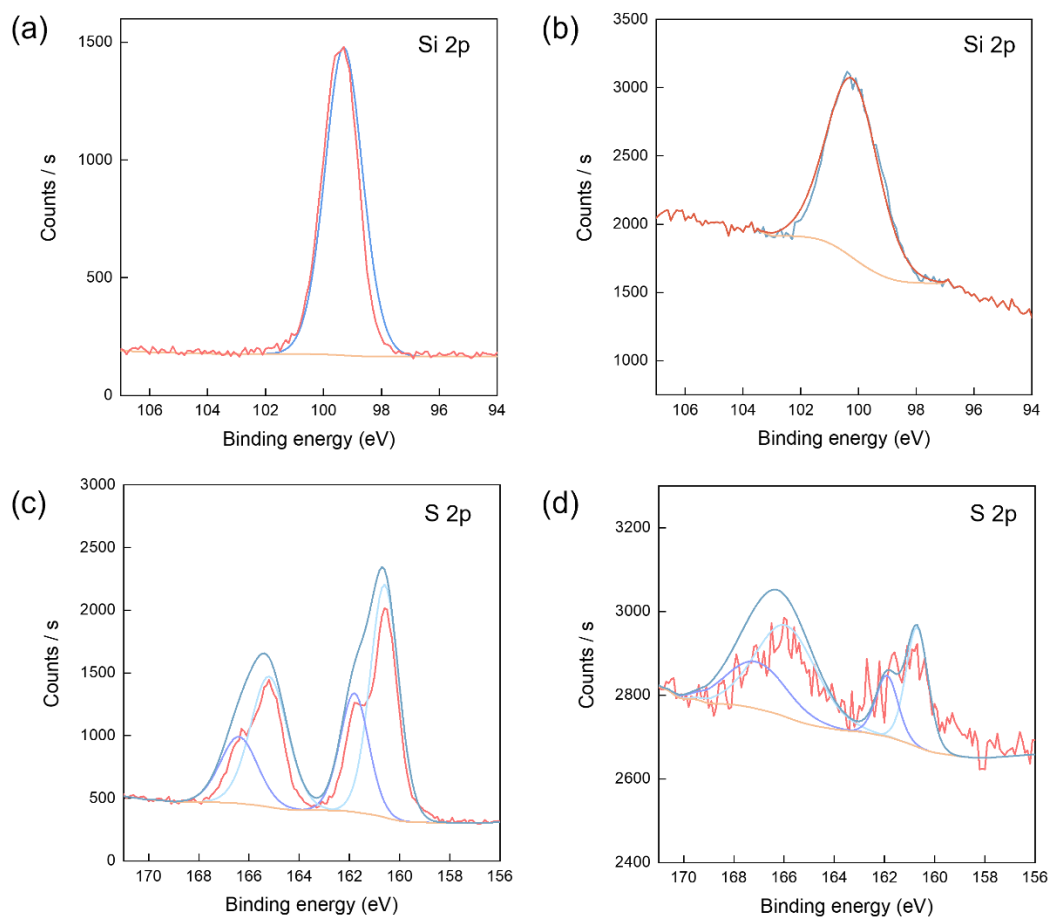 (a)
Si 2p
1500
1000
500
0
Counts / s
106 104 102 100 98 96 94
Binding energy (eV)
(b)
Si 2p
3500
3000
2500
2000
1500
1000
Counts / s
106 104 102 100 98 96 94
Binding energy (eV)
(c)
S 2p
3000
2500
2000
1500
1000
500
0
Counts / s
170 168 166 164 162 160 158 156
Binding energy (eV)
(d)
S 2p
3200
3000
2800
2600
2400
Counts / s
170 168 166 164 162 160 158 156
Binding energy (eV)